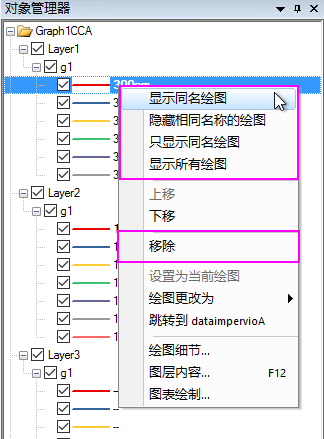 对象管理器
Graph1CCA
Layer1
g1
300nm
显示同名绘图
隐藏相同名称的绘图
只显示同名绘图
显示所有绘图
上移
下移
移除
设置为当前绘图
绘图更改为
跳转到 dataimpervioA
绘图细节...
图层内容... F12
图表绘制...
3
3
3
3
3
Layer2
g1
1
1
1
1
1
1
Layer3
g1
--
--
--